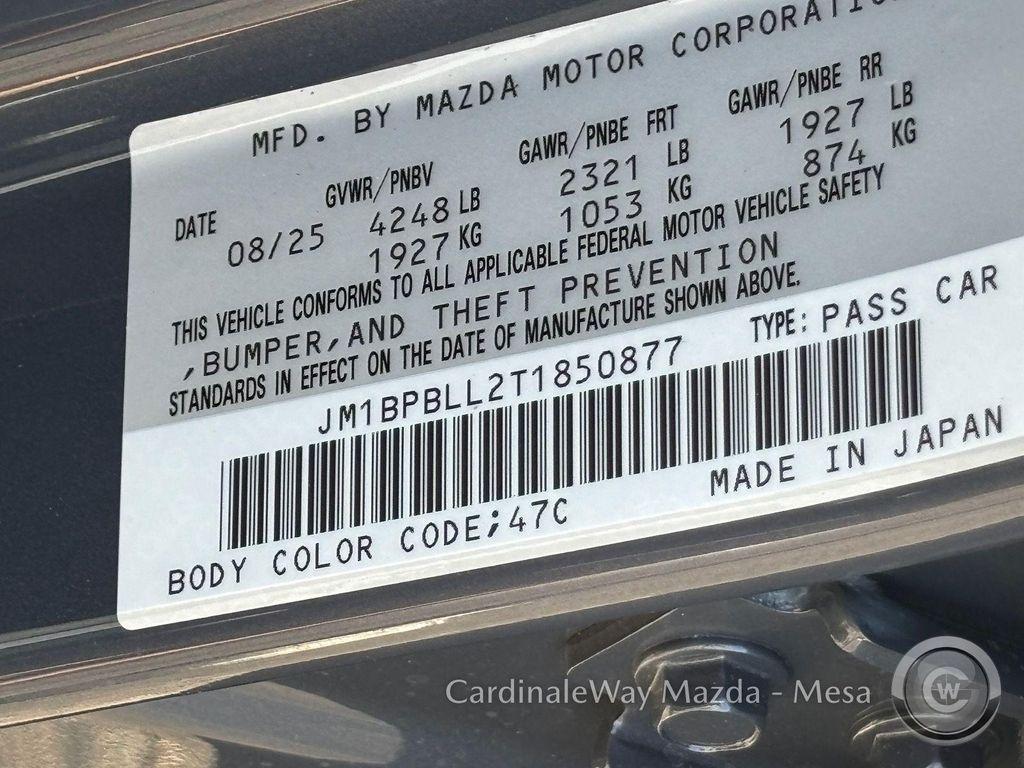 MFD. BY MAZDA MOTOR CORPORATIO
DATE GVWR/PNBV GAWR/PNBE FRT GAWR/PNBE RR
08/25 4248 LB 2321 LB 1927 LB
1927 KG 1053 KG 874 KG
THIS VEHICLE CONFORMS TO ALL APPLICABLE FEDERAL MOTOR VEHICLE SAFETY
,BUMPER,AND THEFT PREVENTION
STANDARDS IN EFFECT ON THE DATE OF MANUFACTURE SHOWN ABOVE.
JM1BPBLL2T1850877 TYPE: PASS CAR
BODY COLOR CODE;47C MADE IN JAPAN
CardinaleWay Mazda - Mesa
CW